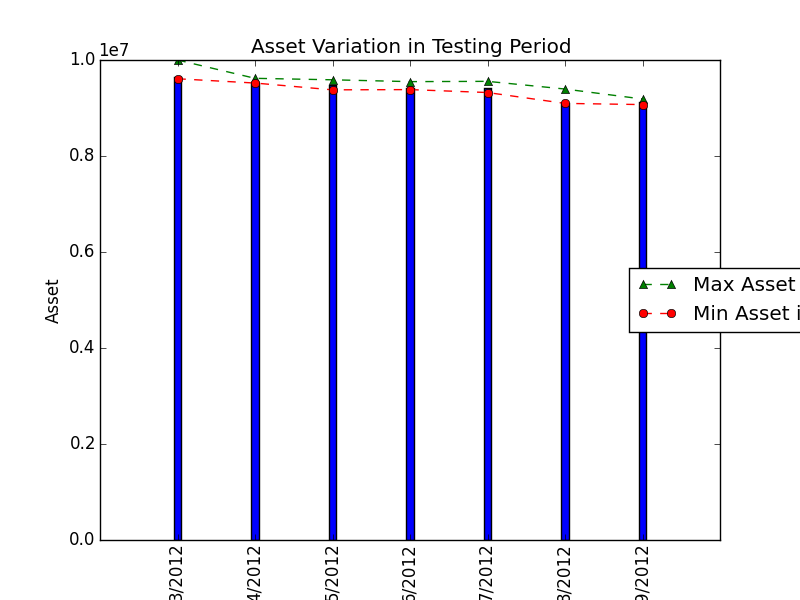 1e7
Asset Variation in Testing Period
1.0
0.8
0.6
0.4
0.2
0.0
Asset
Max Asset
Min Asset i
3/2012
4/2012
5/2012
6/2012
7/2012
8/2012
9/2012